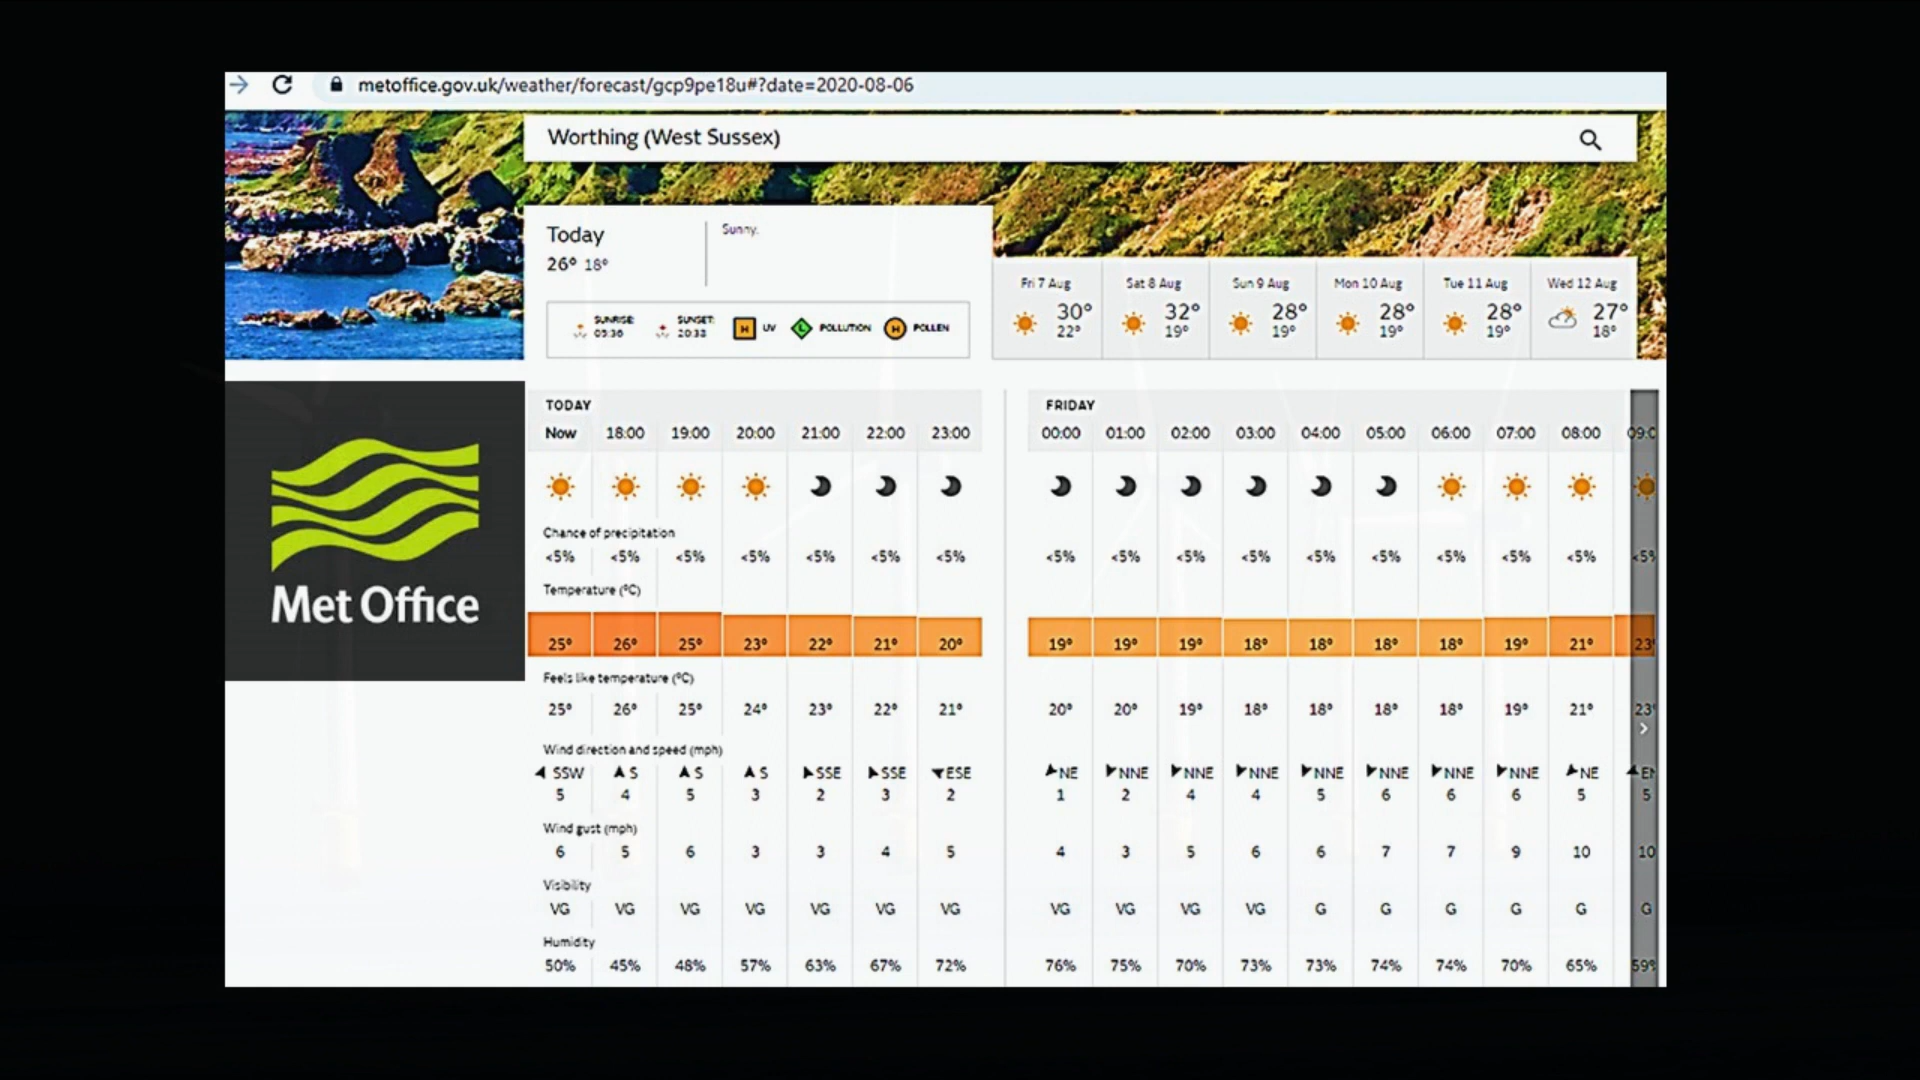 metoffice.gov.uk/weather/forecast/gcp9pe18u#?date=2020-08-06
Worthing (West Sussex)
Today
26° 18°
Sunny.
SUNRISE: 05:36
SUNSET: 20:38
H UV
L POLLUTION
H POLLEN
Fri 7 Aug Sat 8 Aug Sun 9 Aug Mon 10 Aug Tue 11 Aug Wed 12 Aug
30° 32° 28° 28° 28° 27°
22° 19° 19° 19° 19° 18°
Met Office
TODAY FRIDAY
Now 18:00 19:00 20:00 21:00 22:00 23:00 00:00 01:00 02:00 03:00 04:00 05:00 06:00 07:00 08:00 09:0
Chance of precipitation
<5% <5% <5% <5% <5% <5% <5% <5% <5% <5% <5% <5% <5% <5% <5% <5% <5%
Temperature (°C)
25° 26° 25° 23° 22° 21° 20° 19° 19° 19° 18° 18° 18° 18° 19° 21° 23°
Feels like temperature (°C)
25° 26° 25° 24° 23° 22° 21° 20° 20° 19° 18° 18° 18° 18° 19° 21° 23°
Wind direction and speed (mph)
SSW S S S SSE SSE ESE NE NNE NNE NNE NNE NNE NNE NNE NE EN
5 4 5 3 2 3 2 1 2 4 4 5 6 6 6 5 5
Wind gust (mph)
6 5 6 3 3 4 5 4 3 5 6 6 7 7 9 10 10
Visibility
VG VG VG VG VG VG VG VG VG VG VG G G G G G G
Humidity
50% 45% 48% 57% 63% 67% 72% 76% 75% 70% 73% 73% 74% 74% 70% 65% 59%